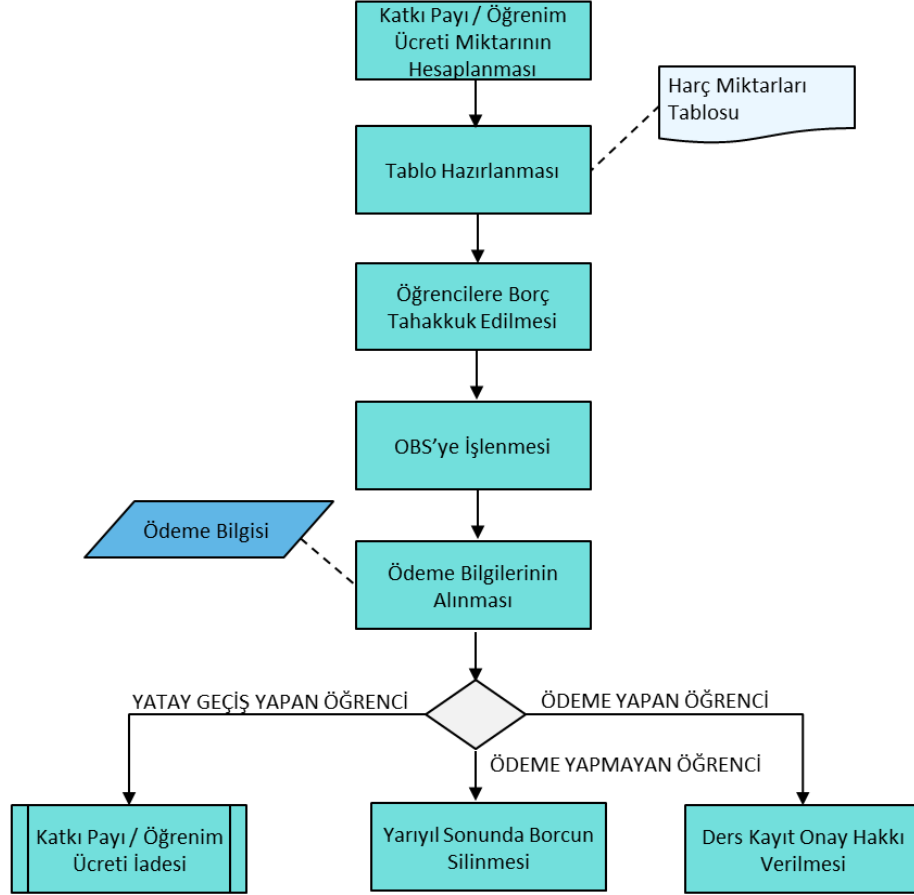 Katkı Payı / Öğrenim
Ücreti Miktarının
Hesaplanması
Harç Miktarları
Tablosu
Tablo Hazırlanması
Öğrencilere Borç
Tahakkuk Edilmesi
OBS’ye İşlenmesi
Ödeme Bilgisi
Ödeme Bilgilerinin
Alınması
YATAY GEÇİŞ YAPAN ÖĞRENCİ
ÖDEME YAPAN ÖĞRENCİ
ÖDEME YAPMAYAN ÖĞRENCİ
Katkı Payı / Öğrenim
Ücreti İadesi
Yarıyıl Sonunda Borcun
Silinmesi
Ders Kayıt Onay Hakkı
Verilmesi